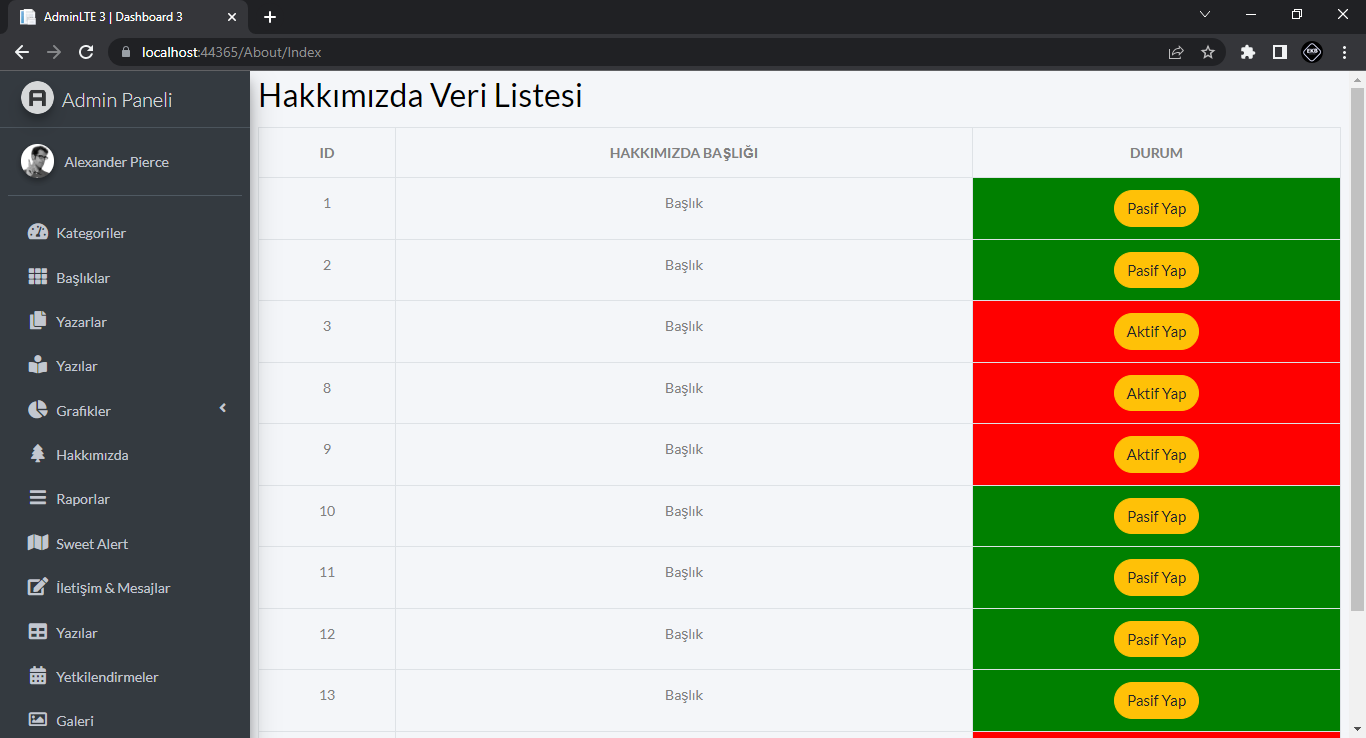 AdminLTE 3 | Dashboard 3
localhost:44365/About/Index
EKB
Admin Paneli
Alexander Pierce
Kategoriler
Başlıklar
Yazarlar
Yazılar
Grafikler
Hakkımızda
Raporlar
Sweet Alert
İletişim & Mesajlar
Yazılar
Yetkilendirmeler
Galeri
Hakkımızda Veri Listesi
ID HAKKIMIZDA BAŞLIĞI DURUM
1 Başlık Pasif Yap
2 Başlık Pasif Yap
3 Başlık Aktif Yap
8 Başlık Aktif Yap
9 Başlık Aktif Yap
10 Başlık Pasif Yap
11 Başlık Pasif Yap
12 Başlık Pasif Yap
13 Başlık Pasif Yap